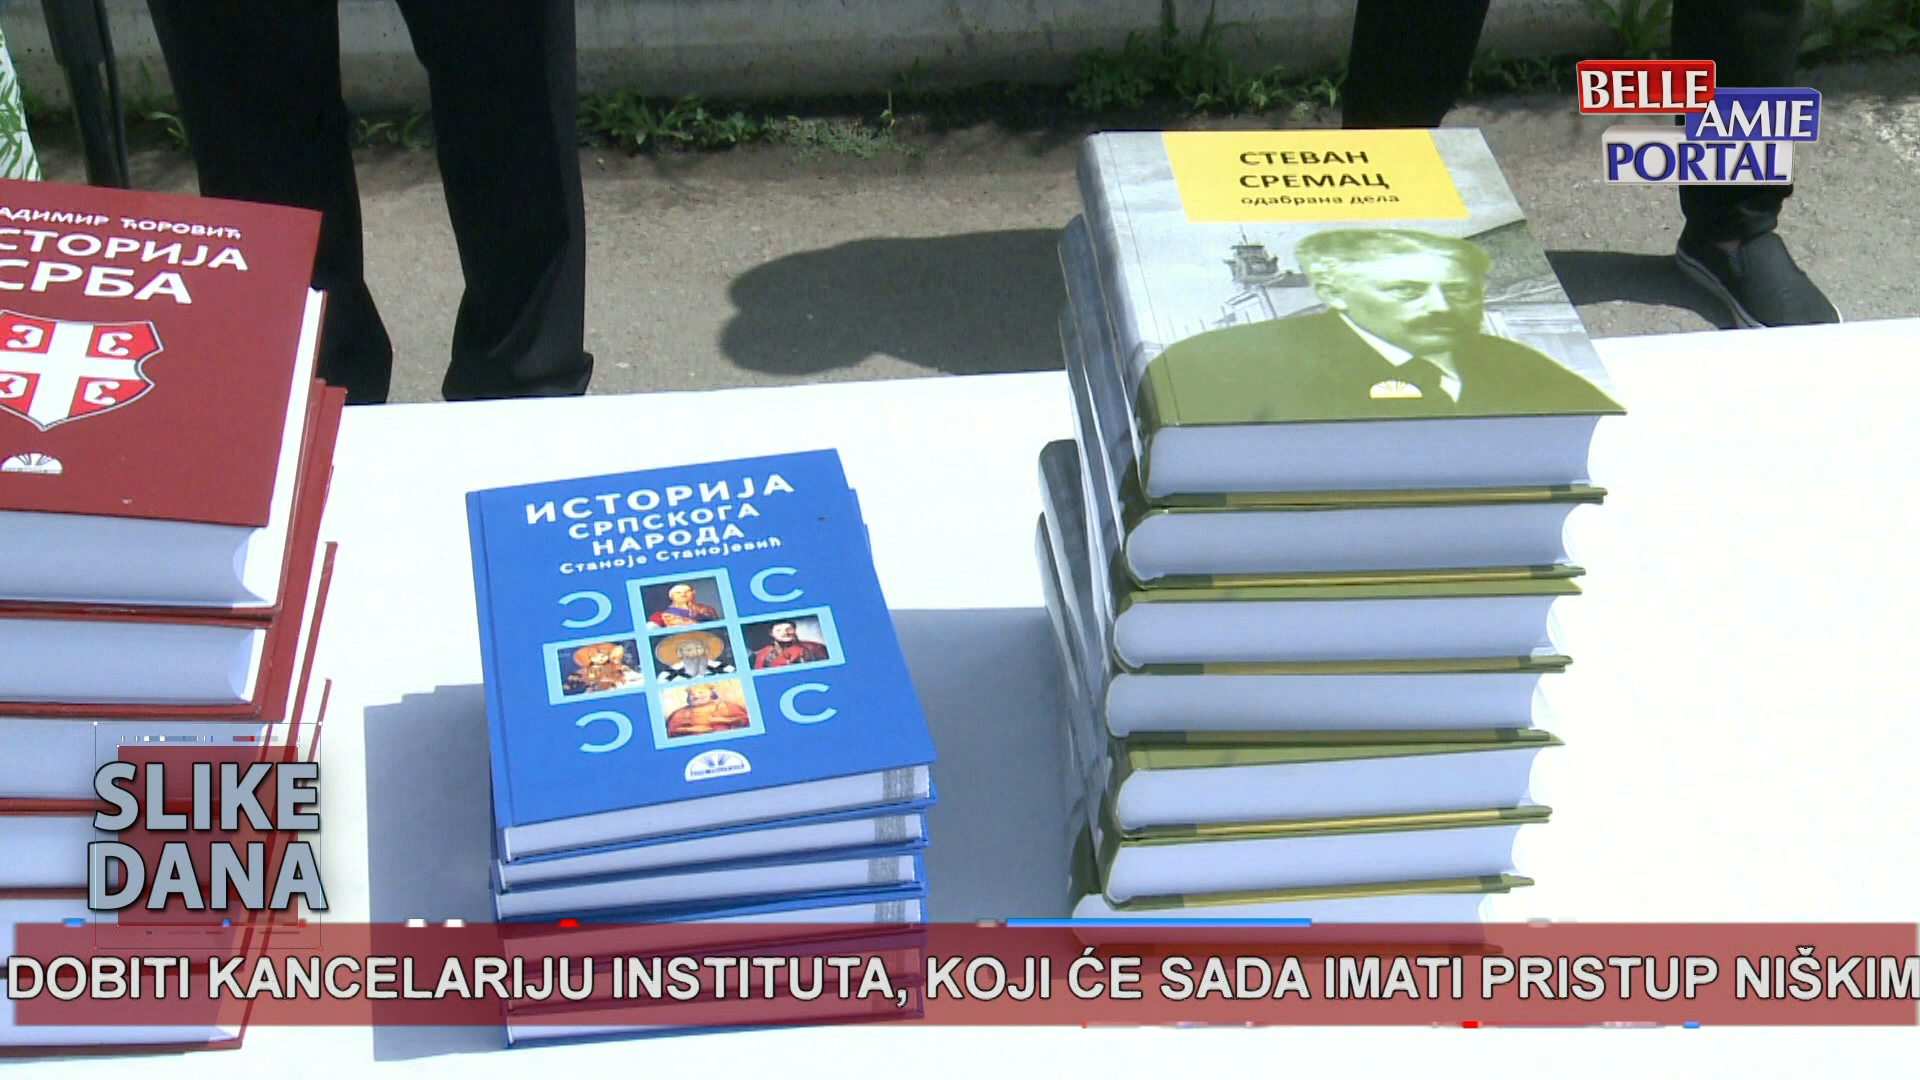 BELLE
AMIE
PORTAL
ЋОРОВИЋ
СРБА
ИСТОРИЈА
СРПСКОГА
НАРОДА
Станоје Станојевић
СТЕВАН
СРЕМАЦ
одабрана дела
SLIKE
DANA
DOBITI KANCELARIJU INSTITUTA, KOJI ĆE SADA IMATI PRISTUP NIŠKIM